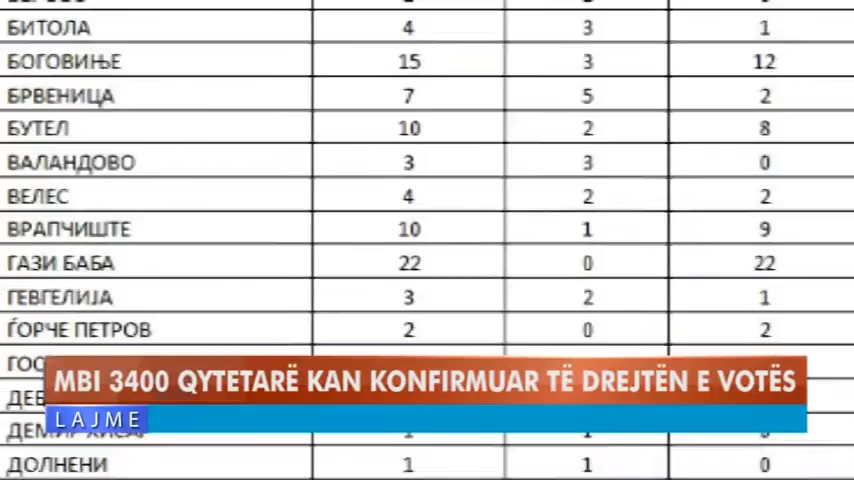 БИТОЛА 4 3 1
БОГОВИЊЕ 15 3 12
БРВЕНИЦА 7 5 2
БУТЕЛ 10 2 8
ВАЛАНДОВО 3 3 0
ВЕЛЕС 4 2 2
ВРАПЧИШТЕ 10 1 9
ГАЗИ БАБА 22 0 22
ГЕВГЕЛИЈА 3 2 1
ЃОРЧЕ ПЕТРОВ 2 0 2
MBI 3400 QYTETARË KAN KONFIRMUAR TË DREJTËN E VOTËS
LAJME
ДОЛНЕНИ 1 1 0